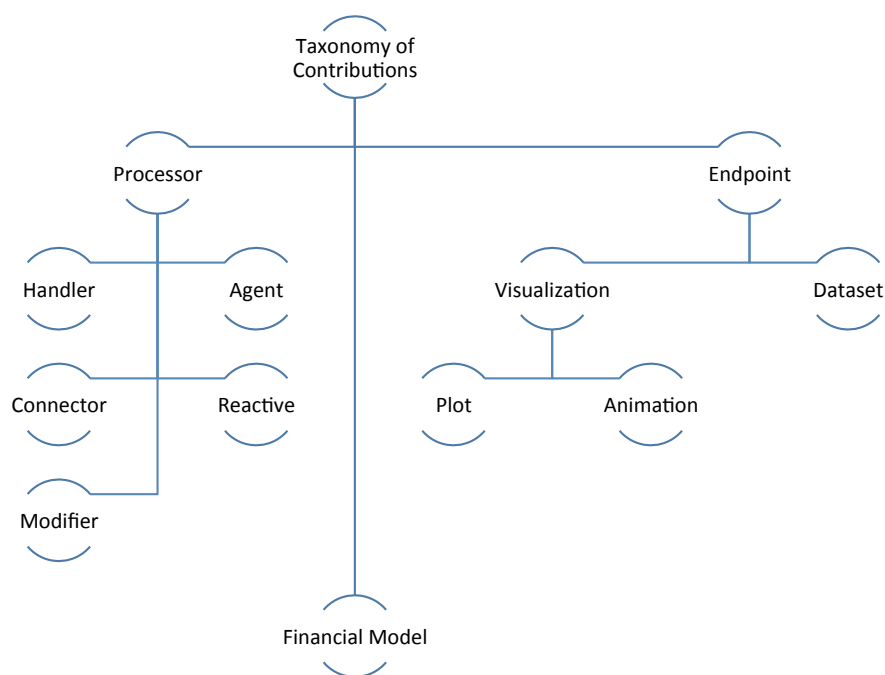 Taxonomy of
Contributions
Processor
Endpoint
Handler
Agent
Visualization
Dataset
Connector
Reactive
Plot
Animation
Modifier
Financial Model